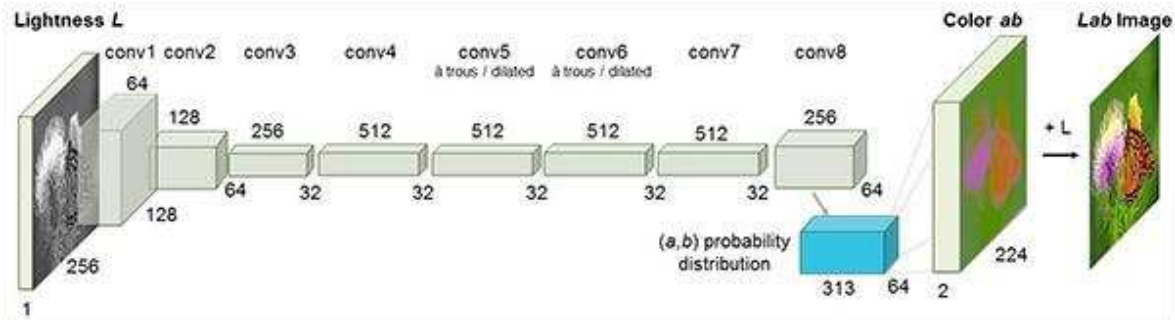 Lightness L
Color ab
Lab Image
conv1
conv2
conv3
conv4
conv5
à trous / dilated
conv6
à trous / dilated
conv7
conv8
64
128
256
512
512
512
512
256
+ L
64
32
32
32
32
32
64
128
256
1
(a,b) probability
distribution
313
64
2
224